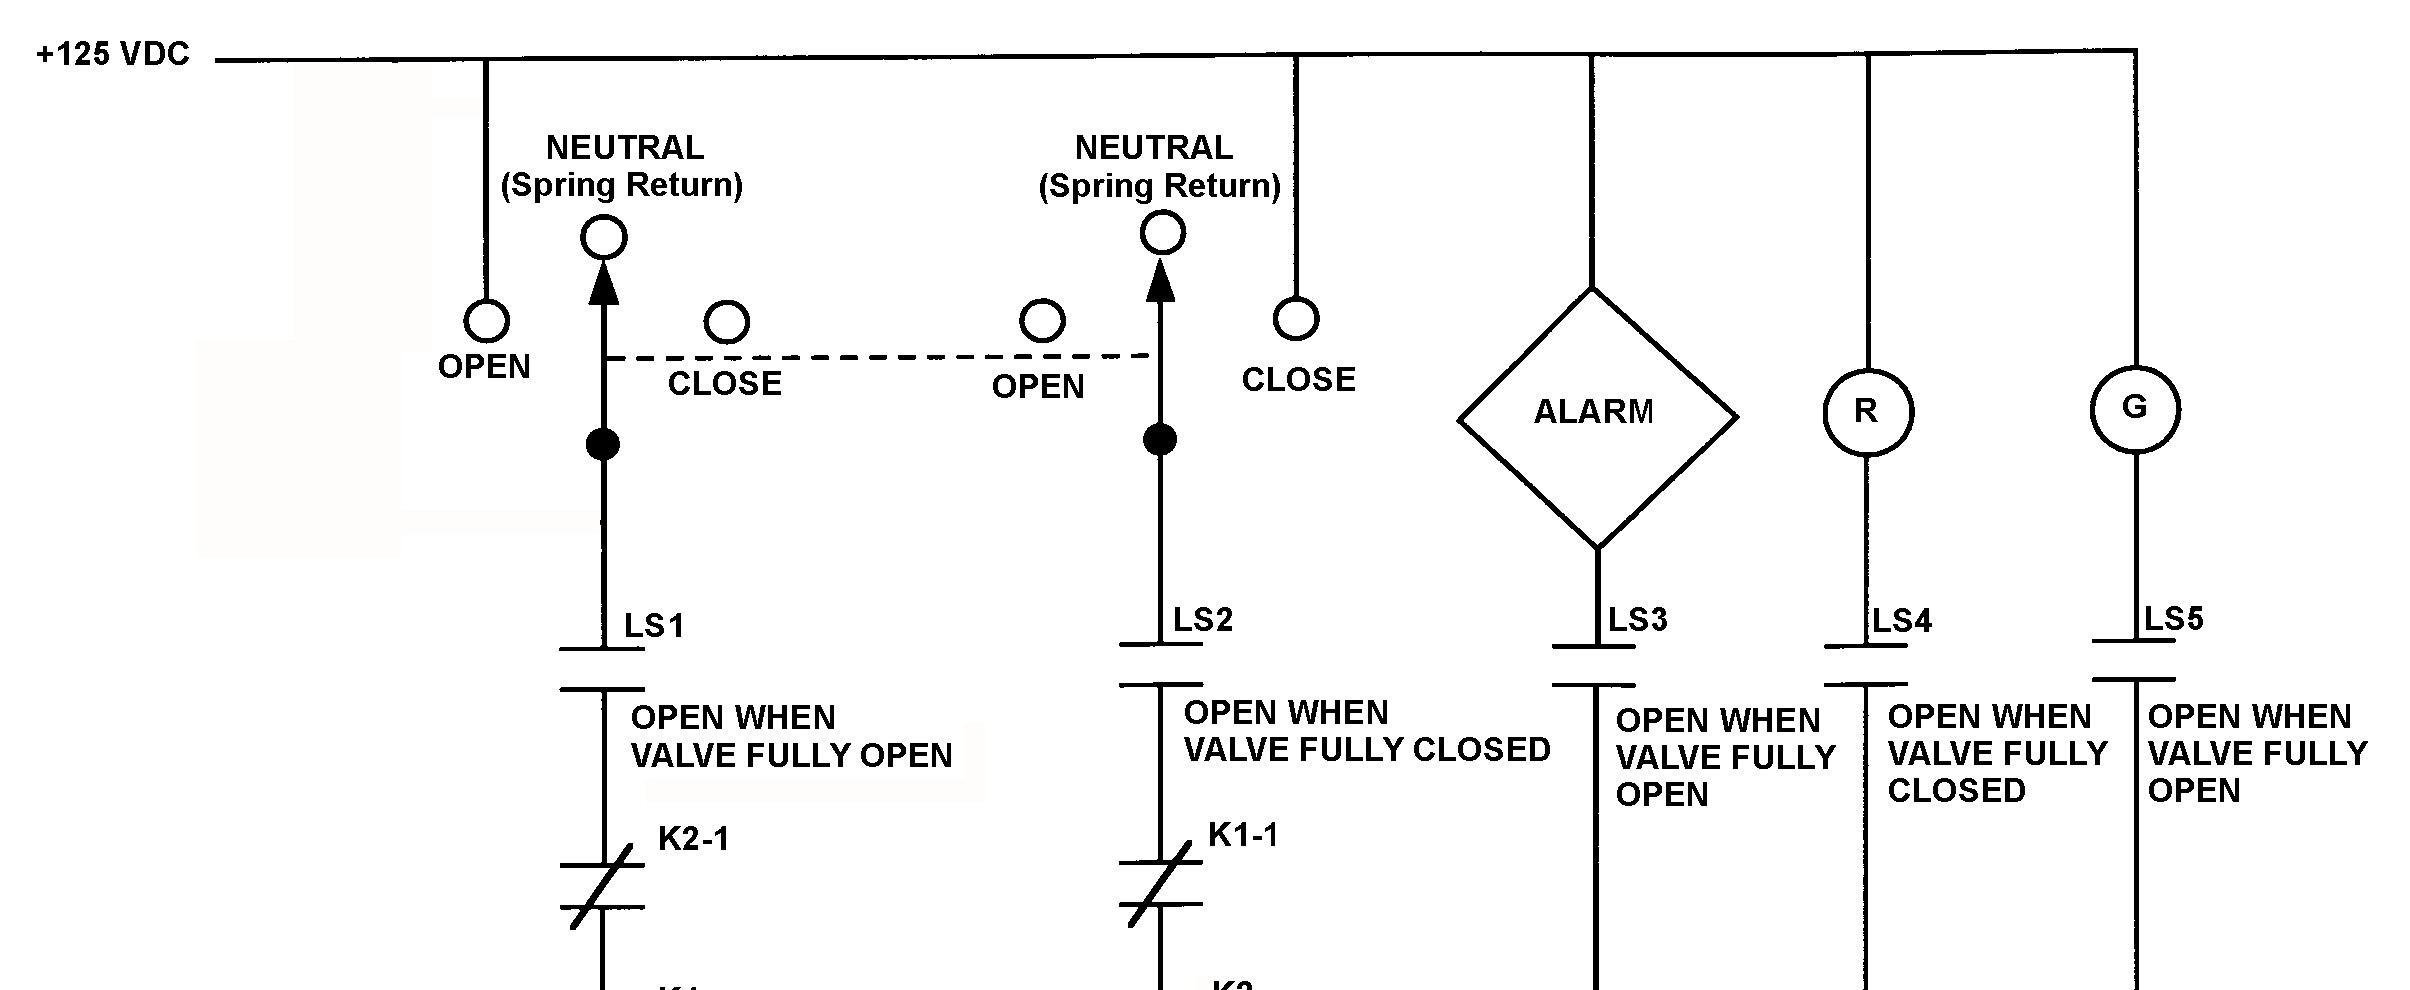 +125 VDC
NEUTRAL
(Spring Return)
NEUTRAL
(Spring Return)
OPEN
CLOSE
OPEN
CLOSE
ALARM
R
G
LS1
LS2
LS3
LS4
LS5
OPEN WHEN
VALVE FULLY OPEN
OPEN WHEN
VALVE FULLY CLOSED
OPEN WHEN
VALVE FULLY
OPEN
OPEN WHEN
VALVE FULLY
CLOSED
OPEN WHEN
VALVE FULLY
OPEN
K2-1
K1-1